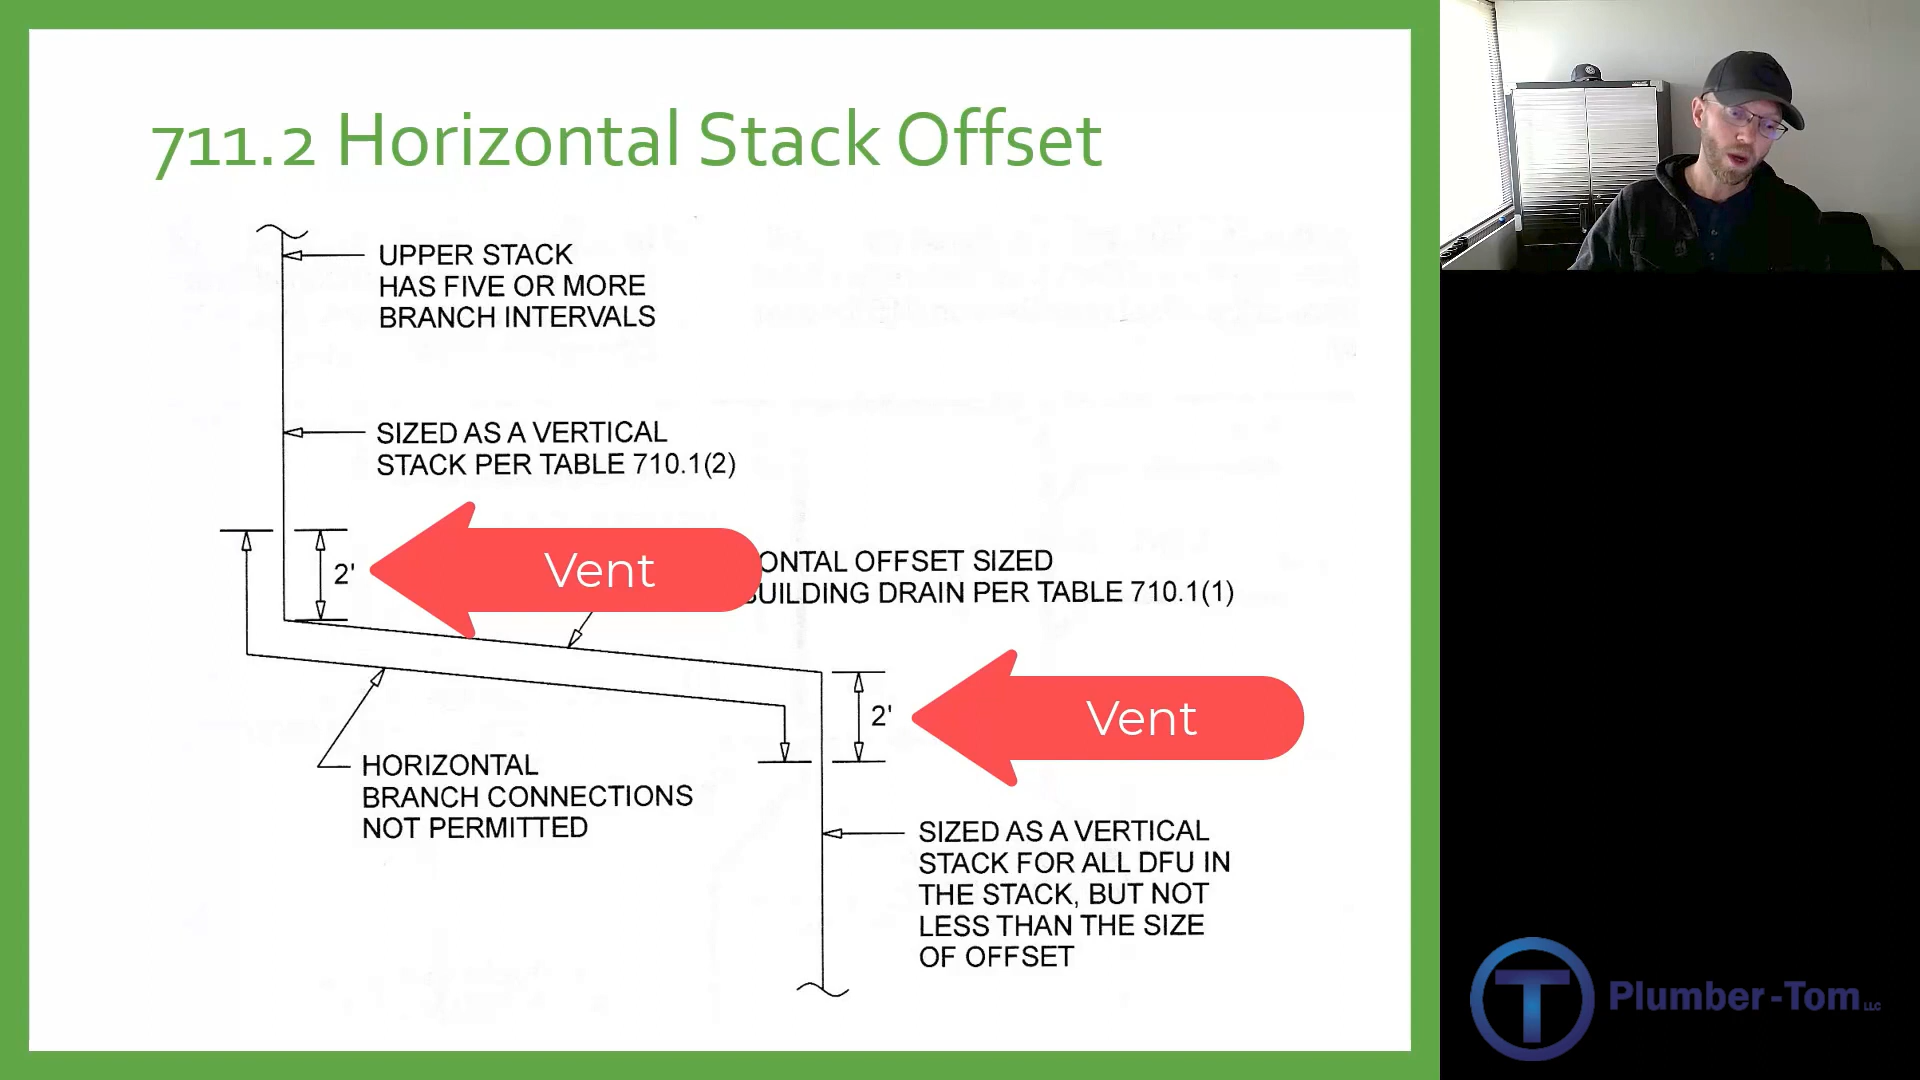 711.2 Horizontal Stack Offset
UPPER STACK
HAS FIVE OR MORE
BRANCH INTERVALS
SIZED AS A VERTICAL
STACK PER TABLE 710.1(2)
2'
Vent
ONTAL OFFSET SIZED
BUILDING DRAIN PER TABLE 710.1(1)
2'
Vent
HORIZONTAL
BRANCH CONNECTIONS
NOT PERMITTED
SIZED AS A VERTICAL
STACK FOR ALL DFU IN
THE STACK, BUT NOT
LESS THAN THE SIZE
OF OFFSET
T Plumber-Tom LLC